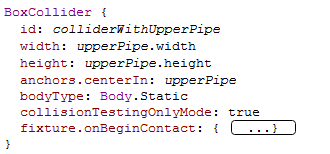 BoxCollider {
id: colliderWithUpperPipe
width: upperPipe.width
height: upperPipe.height
anchors.centerIn: upperPipe
bodyType: Body.Static
collisionTestingOnlyMode: true
fixture.onBeginContact: { ...}
}